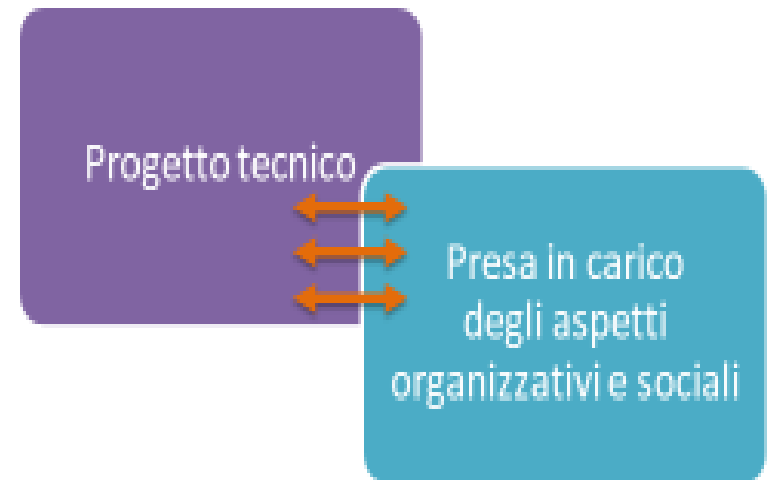 Progetto tecnico
Presa in carico
degli aspetti
organizzativi e sociali